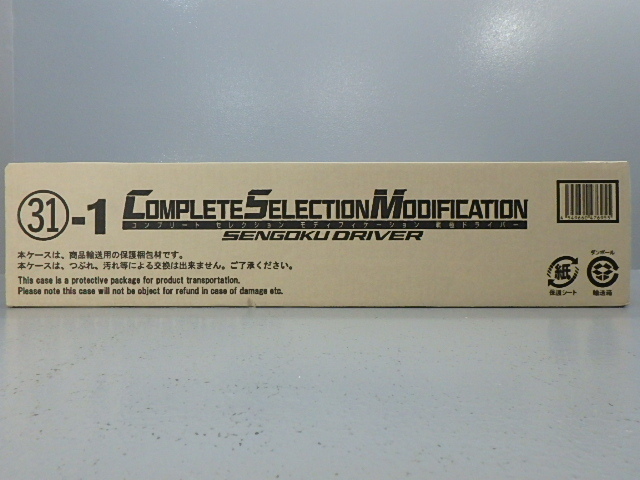 ㉛-1 COMPLETE SELECTION MODIFICATION
コンプリート セレクション モディフィケーション 戦極ドライバー
SENGOKU DRIVER
本ケースは、商品輸送用の保護梱包材です。
本ケースは、つぶれ、汚れ等による交換は出来ません。ご了承ください。
This case is a protective package for product transportation.
Please note this case will not be object for refund in case of damage etc.
紙
保護シート
ダンボール
輸送箱